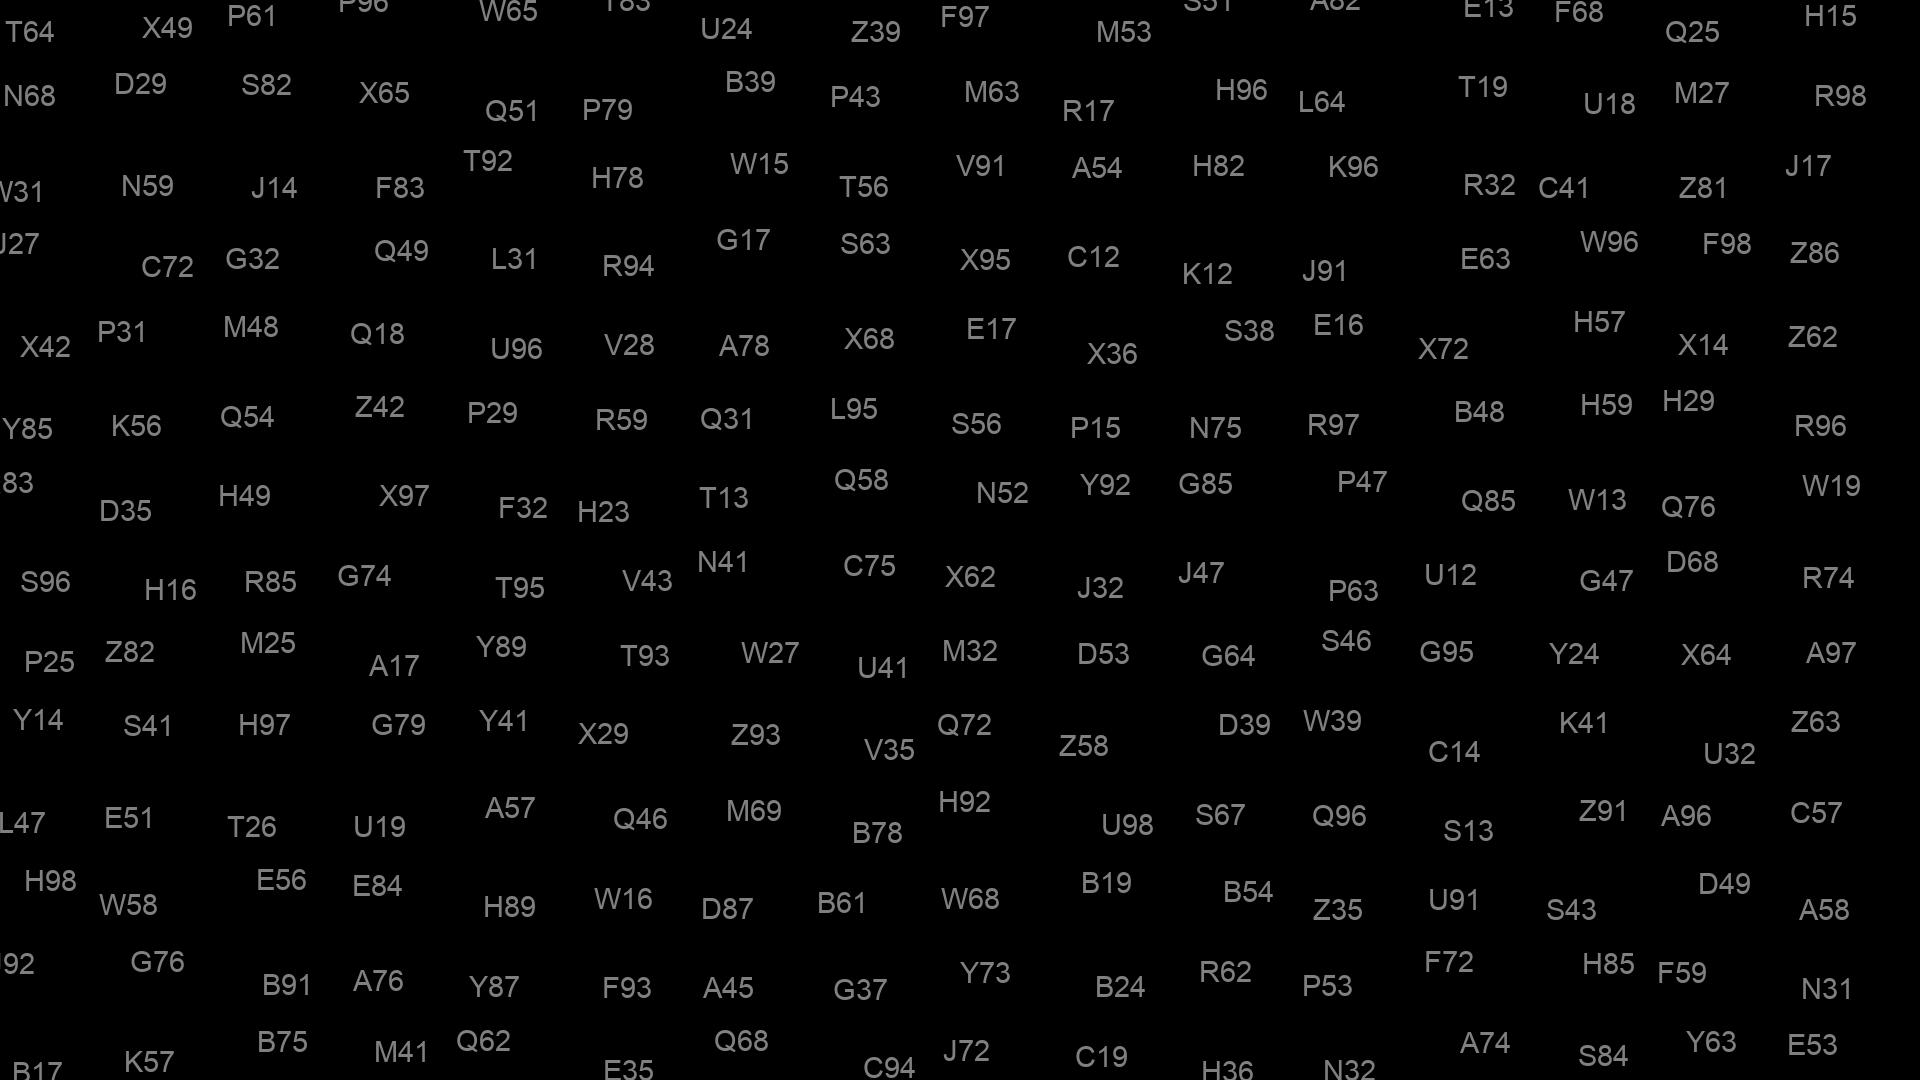 T64 X49 P61 P96 W65 T83 U24 Z39 F97 M53 S51 A82 E13 F68 Q25 H15
N68 D29 S82 X65 Q51 P79 B39 P43 M63 R17 H96 L64 T19 U18 M27 R98
W31 N59 J14 F83 T92 H78 W15 T56 V91 A54 H82 K96 R32 C41 Z81 J17
C72 G32 Q49 L31 R94 G17 S63 X95 C12 K12 J91 E63 W96 F98 Z86
X42 P31 M48 Q18 U96 V28 A78 X68 E17 X36 S38 E16 X72 H57 X14 Z62
Y85 K56 Q54 Z42 P29 R59 Q31 L95 S56 P15 N75 R97 B48 H59 H29 R96
83 D35 H49 X97 F32 H23 T13 Q58 N52 Y92 G85 P47 Q85 W13 Q76 W19
S96 H16 R85 G74 T95 V43 N41 C75 X62 J32 J47 P63 U12 G47 D68 R74
P25 Z82 M25 A17 Y89 T93 W27 U41 M32 D53 G64 S46 G95 Y24 X64 A97
Y14 S41 H97 G79 Y41 X29 Z93 V35 Q72 Z58 D39 W39 C14 K41 U32 Z63
L47 E51 T26 U19 A57 Q46 M69 B78 H92 U98 S67 Q96 S13 Z91 A96 C57
H98 W58 E56 E84 H89 W16 D87 B61 W68 B19 B54 Z35 U91 S43 D49 A58
92 G76 B91 A76 Y87 F93 A45 G37 Y73 B24 R62 P53 F72 H85 F59 N31
B17 K57 B75 M41 Q62 E35 Q68 C94 J72 C19 H36 N32 A74 S84 Y63 E53